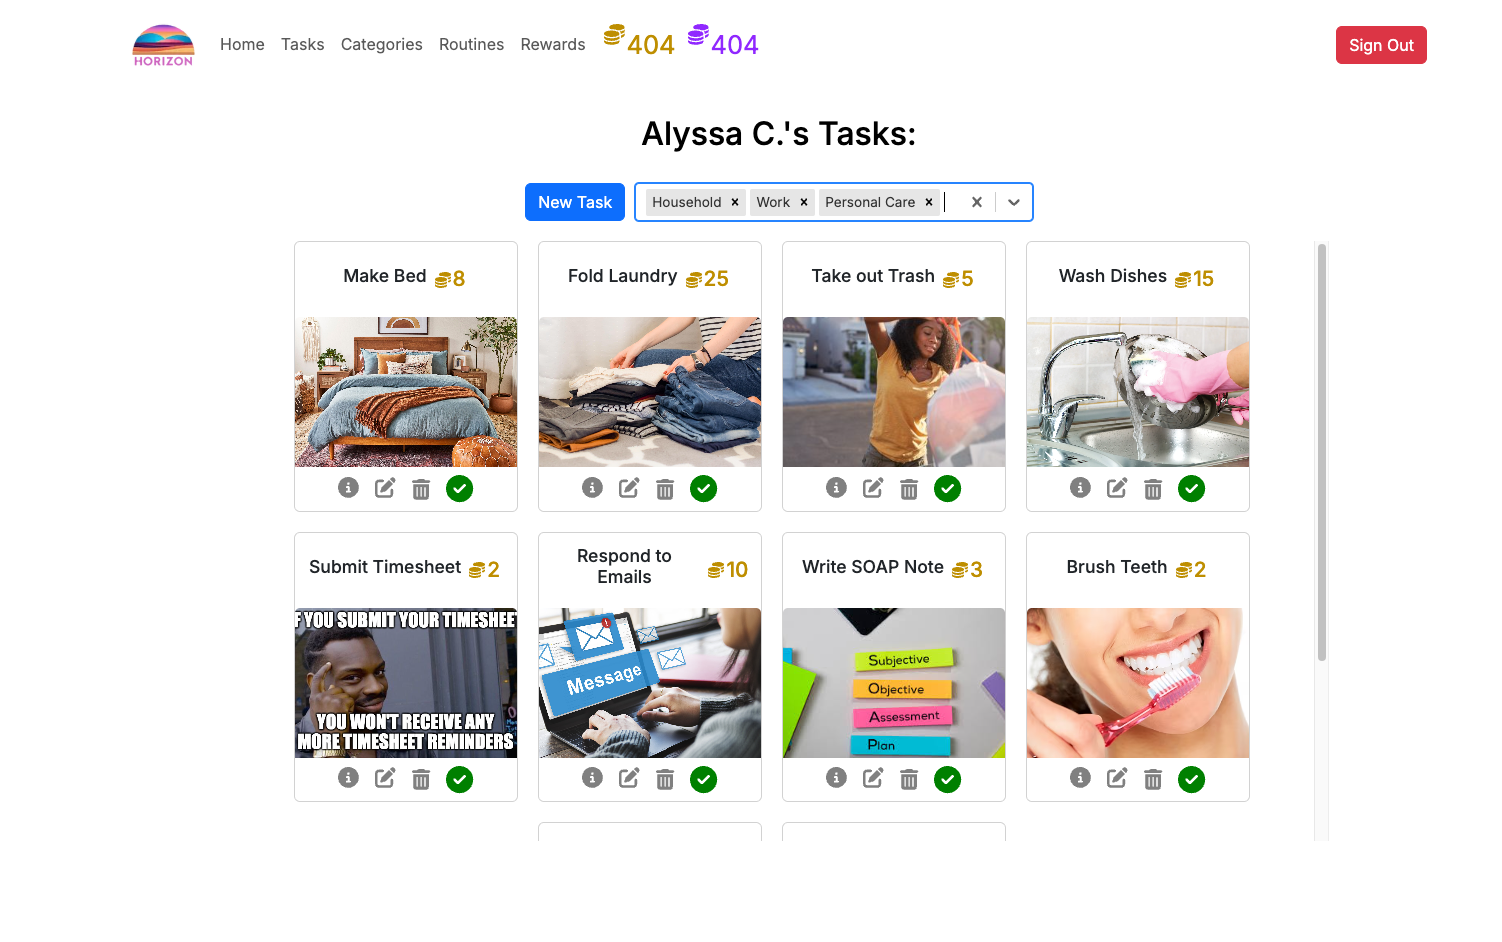 HORIZON
Home Tasks Categories Routines Rewards 404 404
Sign Out
Alyssa C.'s Tasks:
New Task Household × Work × Personal Care ×
Make Bed 8
Fold Laundry 25
Take out Trash 5
Wash Dishes 15
Submit Timesheet 2
Respond to
Emails 10
Write SOAP Note 3
Brush Teeth 2
F YOU SUBMIT YOUR TIMESHEET
YOU WON'T RECEIVE ANY
MORE TIMESHEET REMINDERS
Message
Subjective
Objective
Assessment
Plan